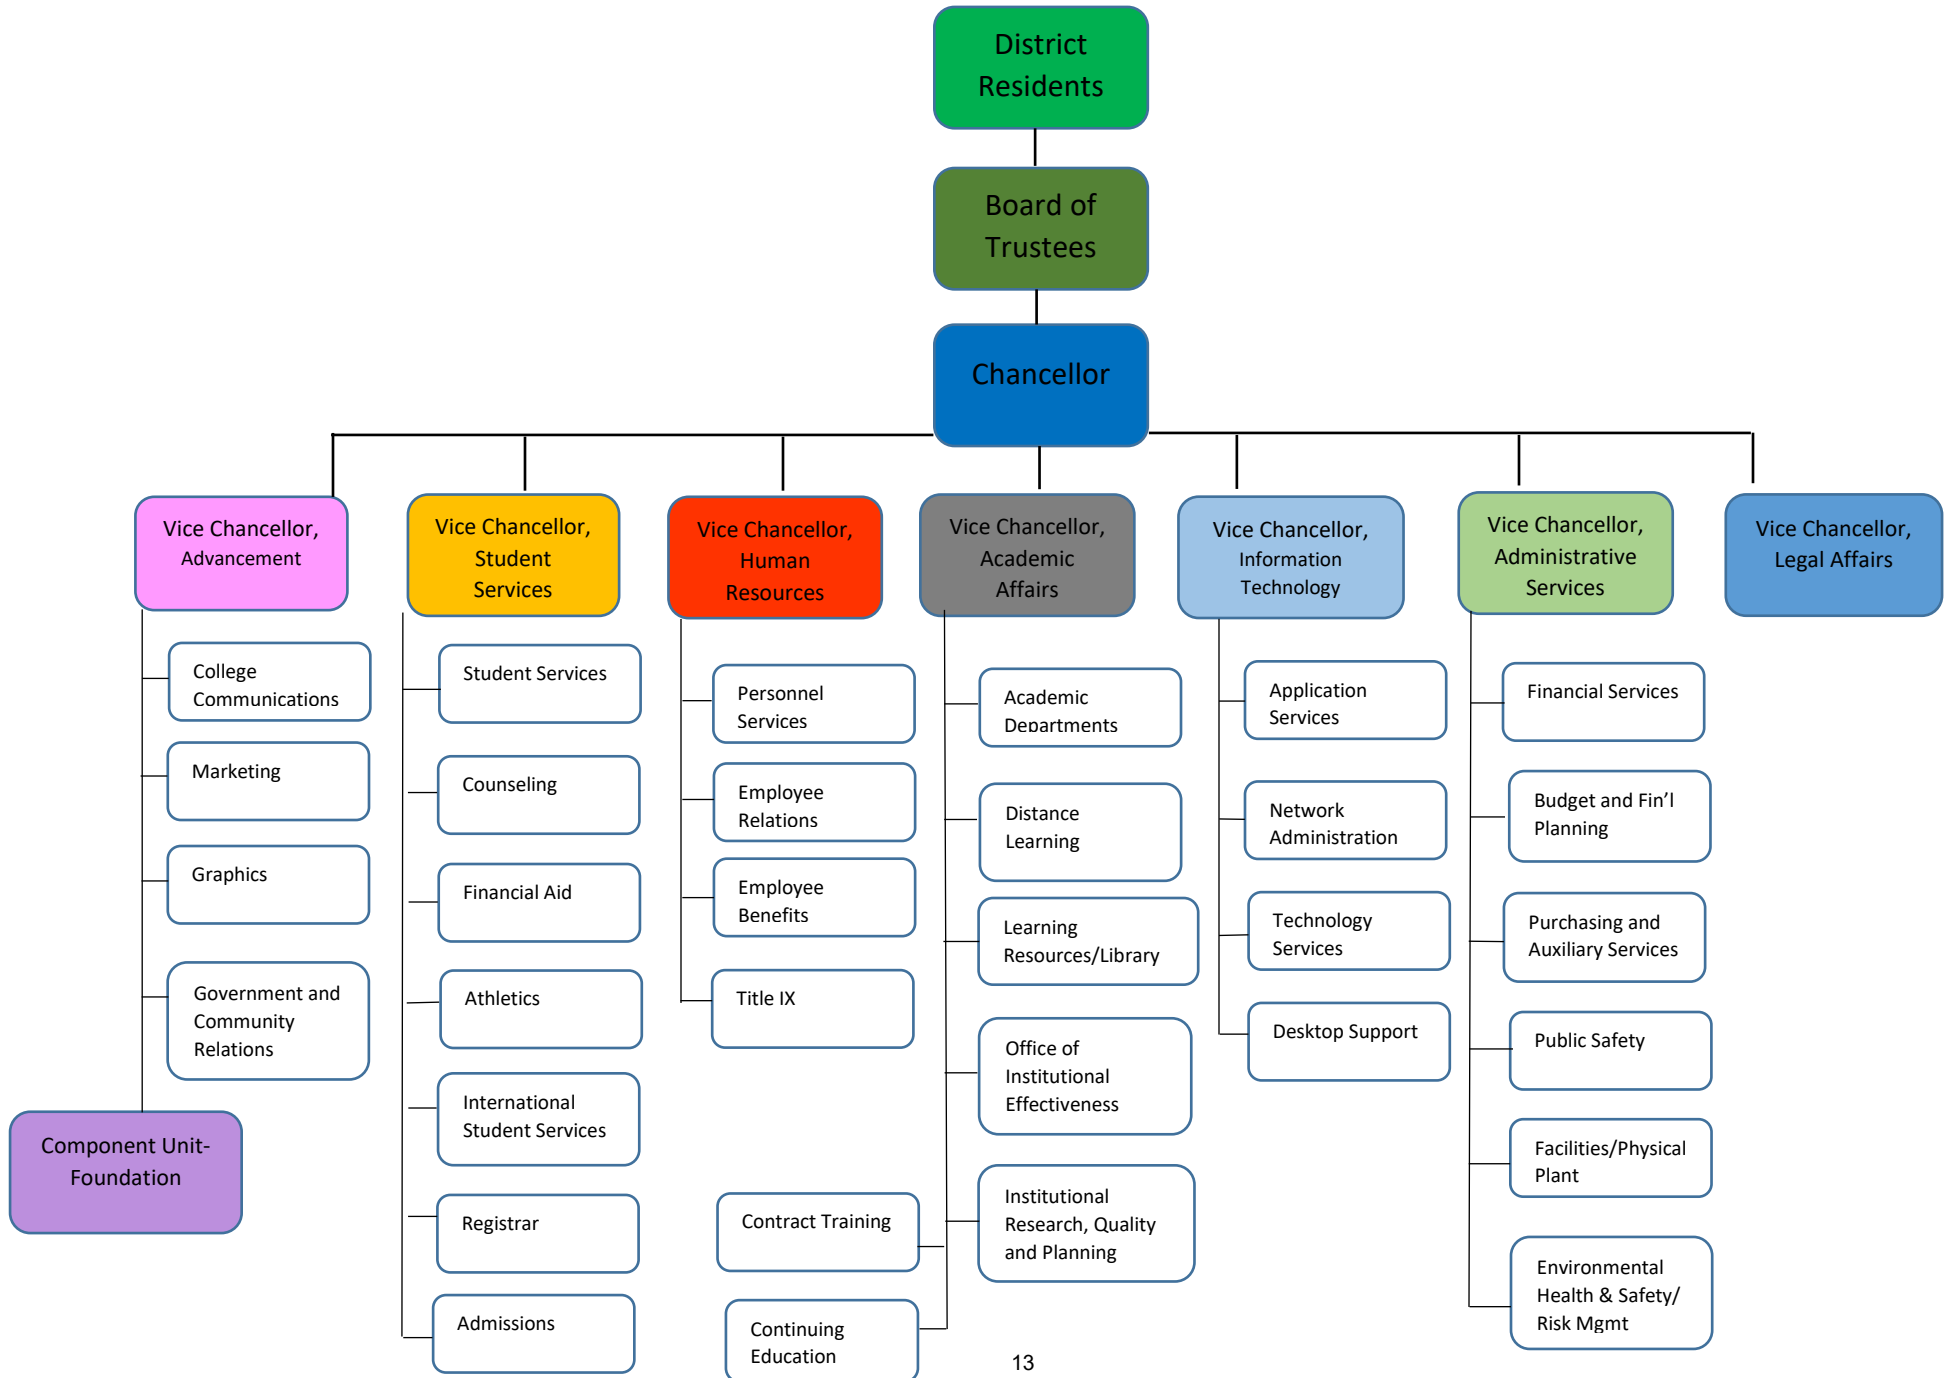 District
Residents
Board of
Trustees
Chancellor
Vice Chancellor,
Advancement
Vice Chancellor,
Student
Services
Vice Chancellor,
Human
Resources
Vice Chancellor,
Academic
Affairs
Vice Chancellor,
Information
Technology
Vice Chancellor,
Administrative
Services
Vice Chancellor,
Legal Affairs
College
Communications
Marketing
Graphics
Government and
Community
Relations
Component Unit-
Foundation
Student Services
Counseling
Financial Aid
Athletics
International
Student Services
Registrar
Admissions
Personnel
Services
Employee
Relations
Employee
Benefits
Title IX
Academic
Departments
Distance
Learning
Learning
Resources/Library
Office of
Institutional
Effectiveness
Institutional
Research, Quality
and Planning
Contract Training
Continuing
Education
Application
Services
Network
Administration
Technology
Services
Desktop Support
Financial Services
Budget and Fin’l
Planning
Purchasing and
Auxiliary Services
Public Safety
Facilities/Physical
Plant
Environmental
Health & Safety/
Risk Mgmt
13